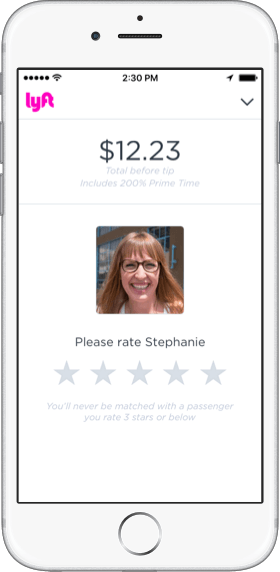 2:30 PM
lyft
$12.23
Total before tip
Includes 200% Prime Time
Please rate Stephanie
You'll never be matched with a passenger
you rate 3 stars or below